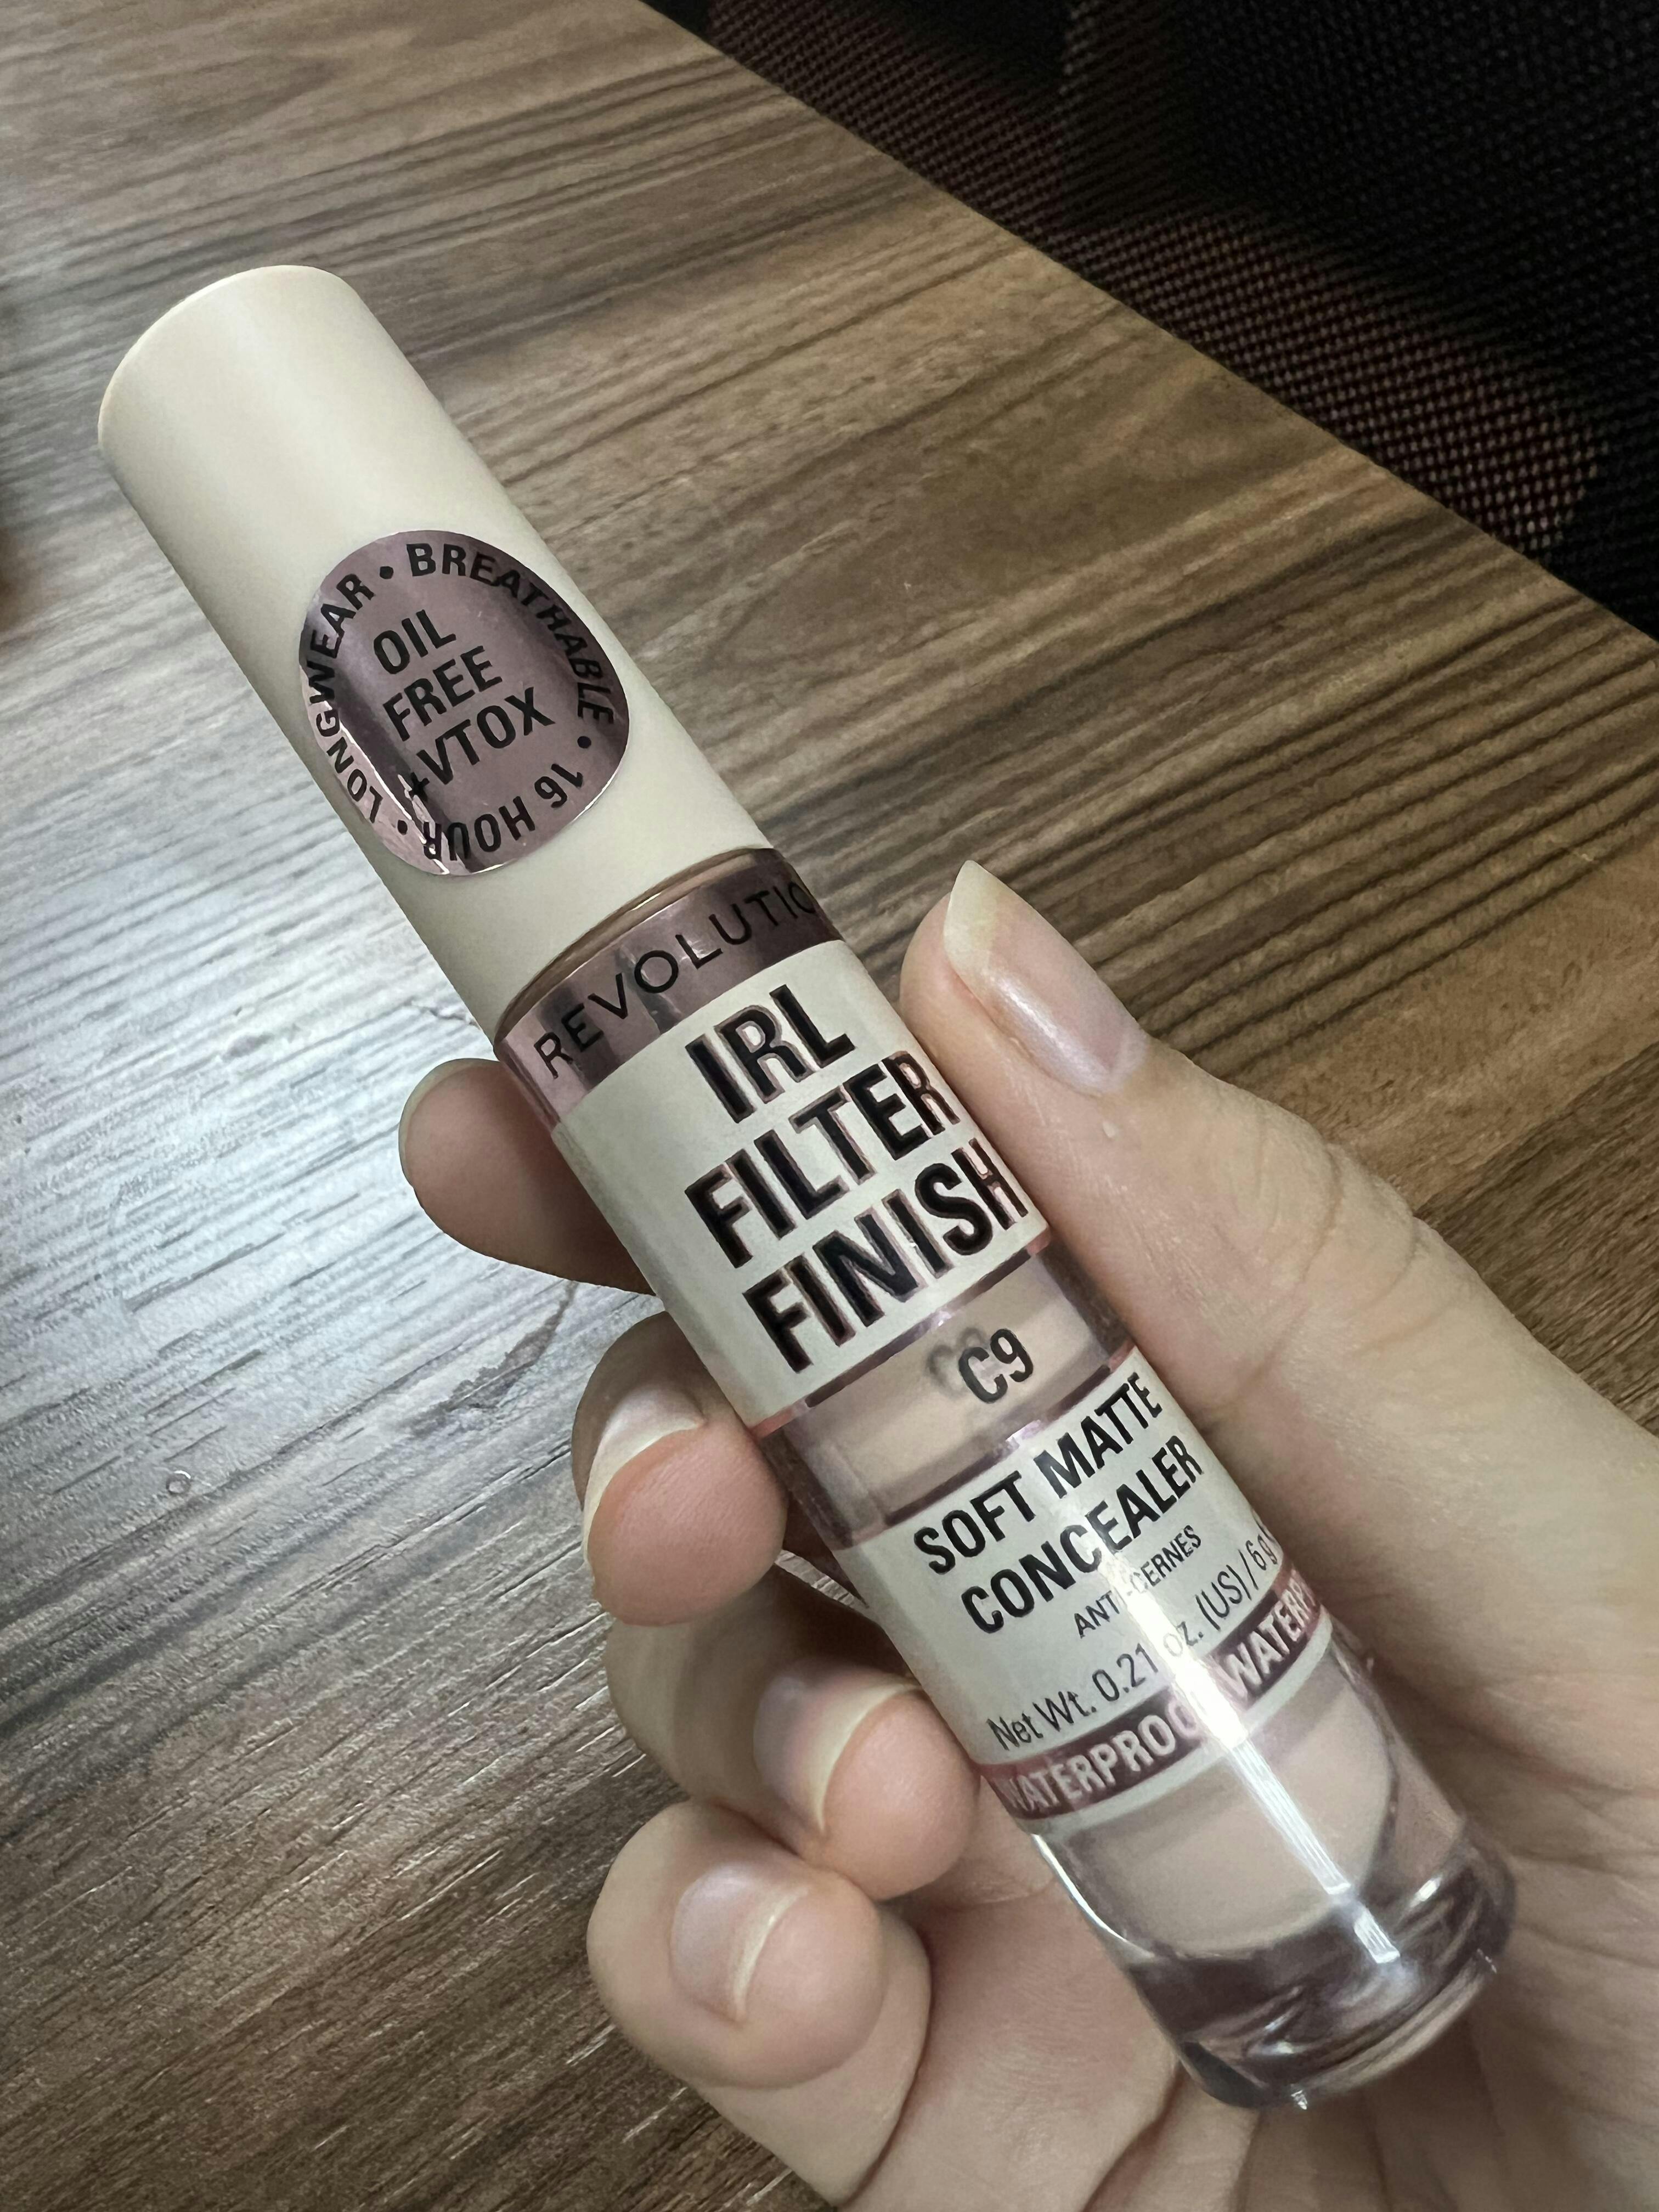 LONGWEAR • BREATHABLE • 16 HOUR •
OIL
FREE
+VTOX
REVOLUTIO
IRL
FILTER
FINISH
C9
SOFT MATTE
CONCEALER
ANTI-CERNES
Net Wt. 0.21 oz. (US)/6g
WATERPROOF WATERP